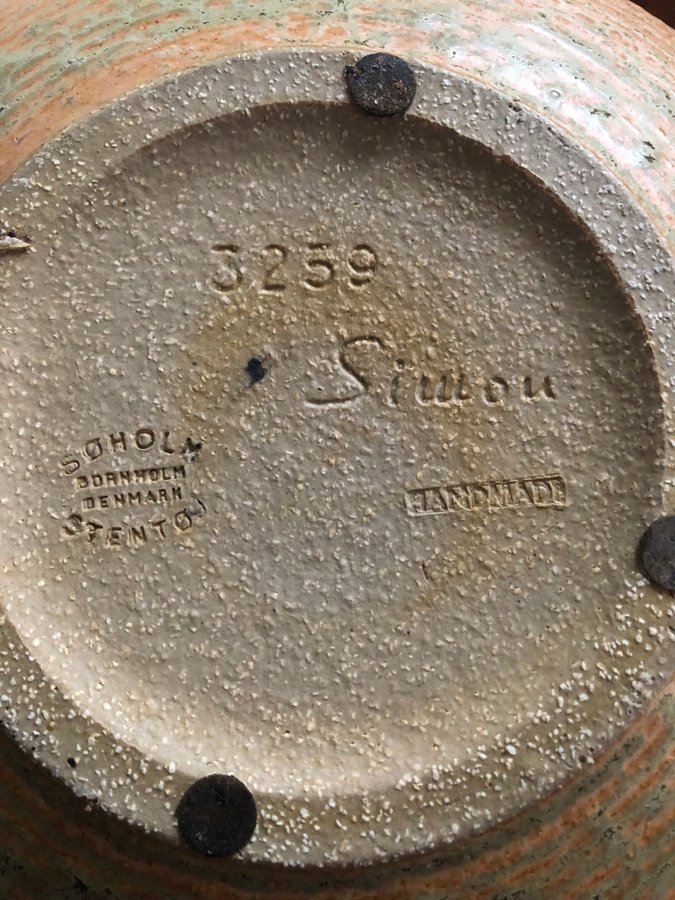 3259
Simon
SØHOLM
BORNHOLM
DENMARK
STENTØJ
HANDMADE